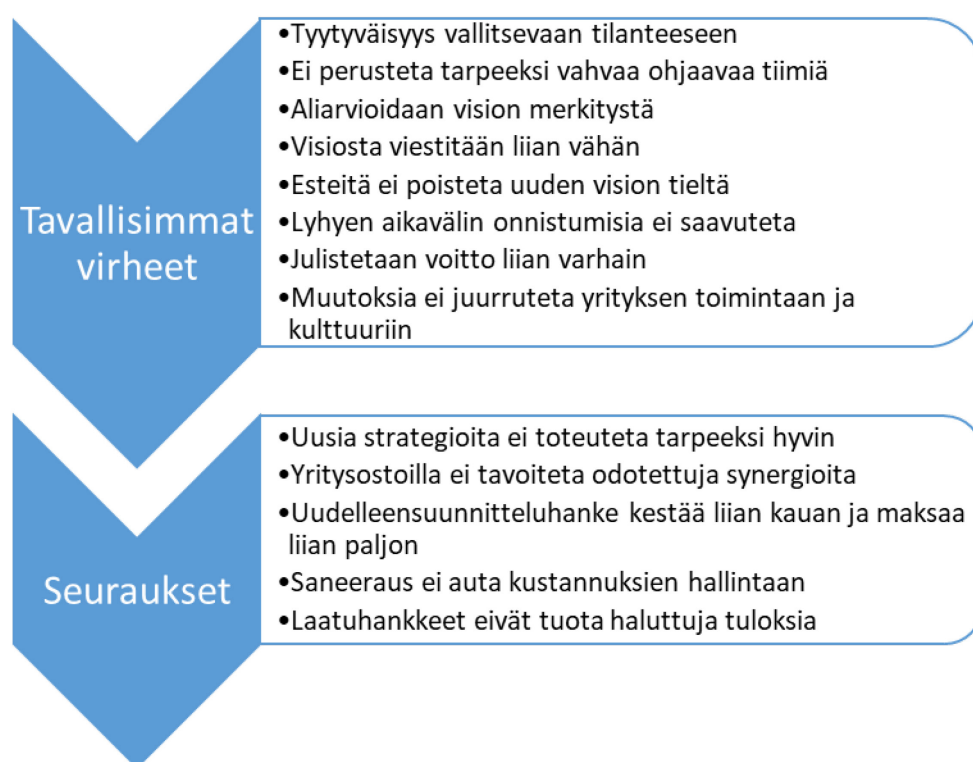 Tavallisimmat
virheet
•Tyytyväisyys vallitsevaan tilanteeseen
•Ei perusteta tarpeeksi vahvaa ohjaavaa tiimiä
•Aliarvioidaan vision merkitystä
•Visiosta viestitään liian vähän
•Esteitä ei poisteta uuden vision tieltä
•Lyhyen aikavälin onnistumisia ei saavuteta
•Julistetaan voitto liian varhain
•Muutoksia ei juurruteta yrityksen toimintaan ja
kulttuuriin
Seuraukset
•Uusia strategioita ei toteuteta tarpeeksi hyvin
•Yritysostoilla ei tavoiteta odotettuja synergioita
•Uudelleensuunnitteluhanke kestää liian kauan ja maksaa
liian paljon
•Saneeraus ei auta kustannuksien hallintaan
•Laatuhankkeet eivät tuota haluttuja tuloksia